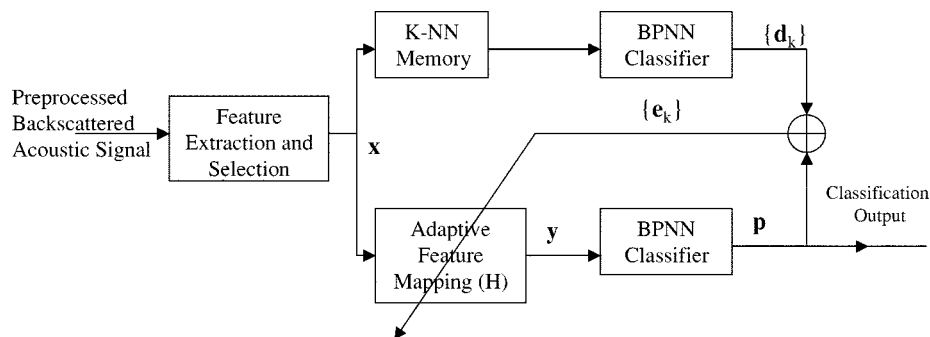 K-NN
Memory
BPNN
Classifier
{d_k}
Preprocessed
Backscattered
Acoustic Signal
Feature
Extraction and
Selection
x
{e_k}
Adaptive
Feature
Mapping (H)
y
BPNN
Classifier
p
Classification
Output